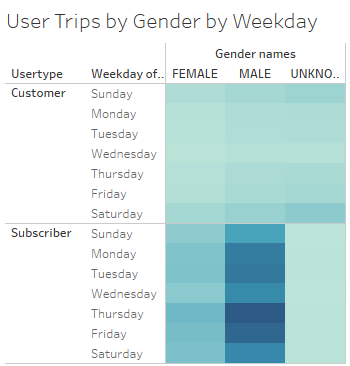 User Trips by Gender by Weekday
Gender names
Usertype Weekday of.. FEMALE MALE UNKNO..
Customer Sunday
Monday
Tuesday
Wednesday
Thursday
Friday
Saturday
Subscriber Sunday
Monday
Tuesday
Wednesday
Thursday
Friday
Saturday